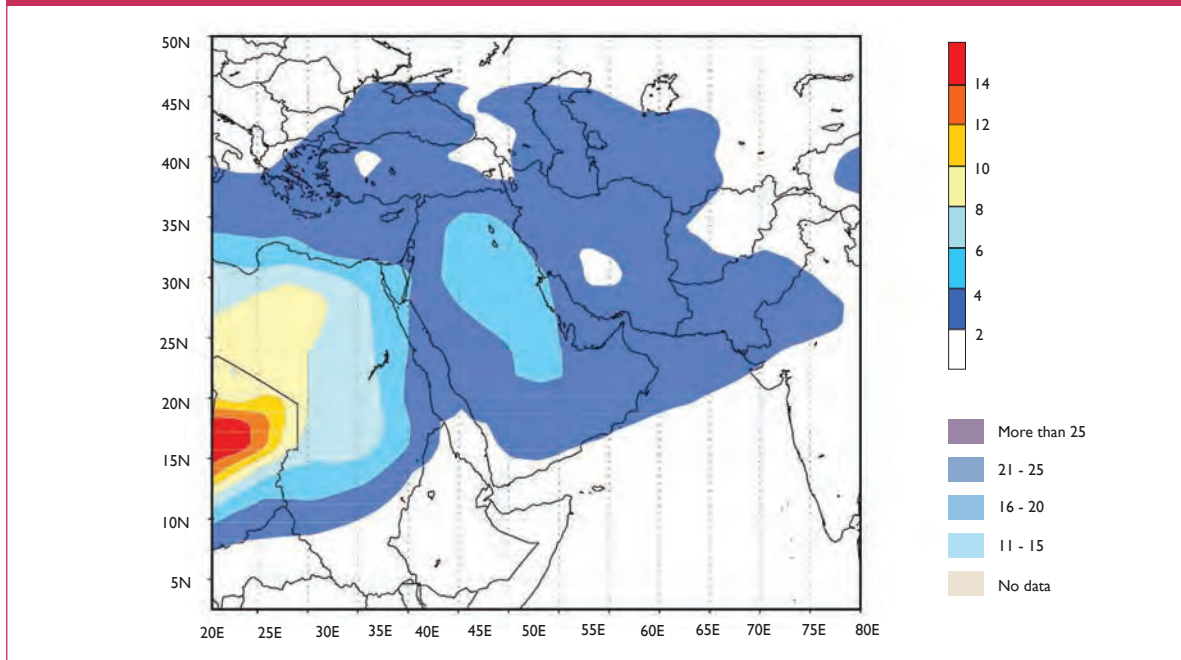 50N
45N
40N
35N
30N
25N
20N
15N
10N
5N
20E 25E 30E 35E 40E 45E 50E 55E 60E 65E 70E 75E 80E
14
12
10
8
6
4
2
More than 25
21 - 25
16 - 20
11 - 15
No data